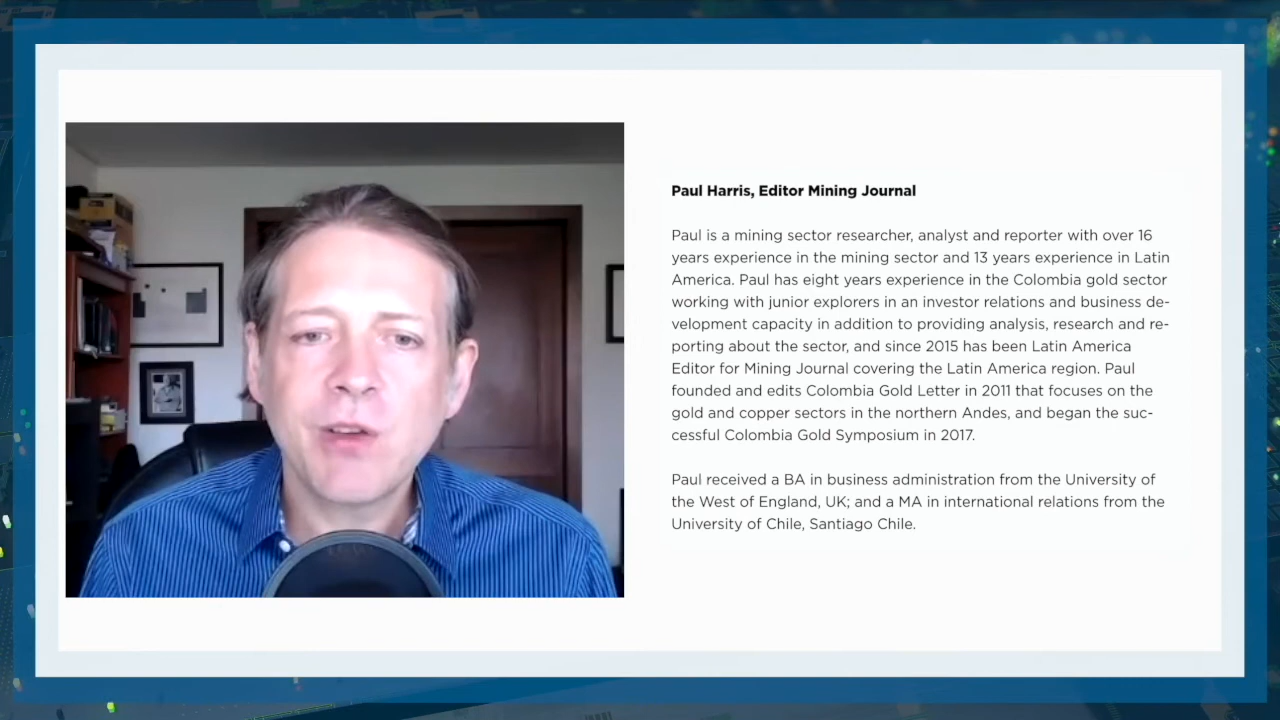 Paul Harris, Editor Mining Journal
Paul is a mining sector researcher, analyst and reporter with over 16
years experience in the mining sector and 13 years experience in Latin
America. Paul has eight years experience in the Colombia gold sector
working with junior explorers in an investor relations and business de-
velopment capacity in addition to providing analysis, research and re-
porting about the sector, and since 2015 has been Latin America
Editor for Mining Journal covering the Latin America region. Paul
founded and edits Colombia Gold Letter in 2011 that focuses on the
gold and copper sectors in the northern Andes, and began the suc-
cessful Colombia Gold Symposium in 2017.
Paul received a BA in business administration from the University of
the West of England, UK; and a MA in international relations from the
University of Chile, Santiago Chile.